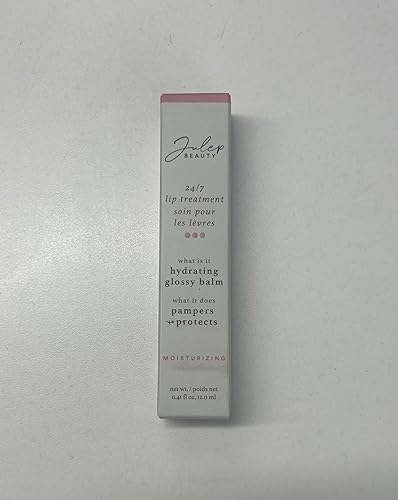 Julep
BEAUTY
24/7
lip treatment
soin pour
les lèvres
what is it
hydrating
glossy balm
what it does
pampers
protects
MOISTURIZING
net wt. / poids net
0.41 fl oz, 12.0 ml